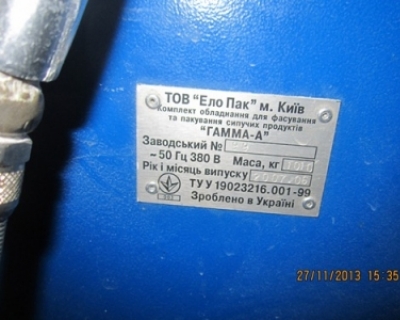 ТОВ "Ело Пак" м. Київ
Комплект обладнання для фасування
та пакування сипучих продуктів
"ГАММА-А"
Заводський №
~50 Гц 380 В Маса, кг
Рік і місяць випуску
ТУ У 19023216.001-99
Зроблено в Україні
27/11/2013 15:35